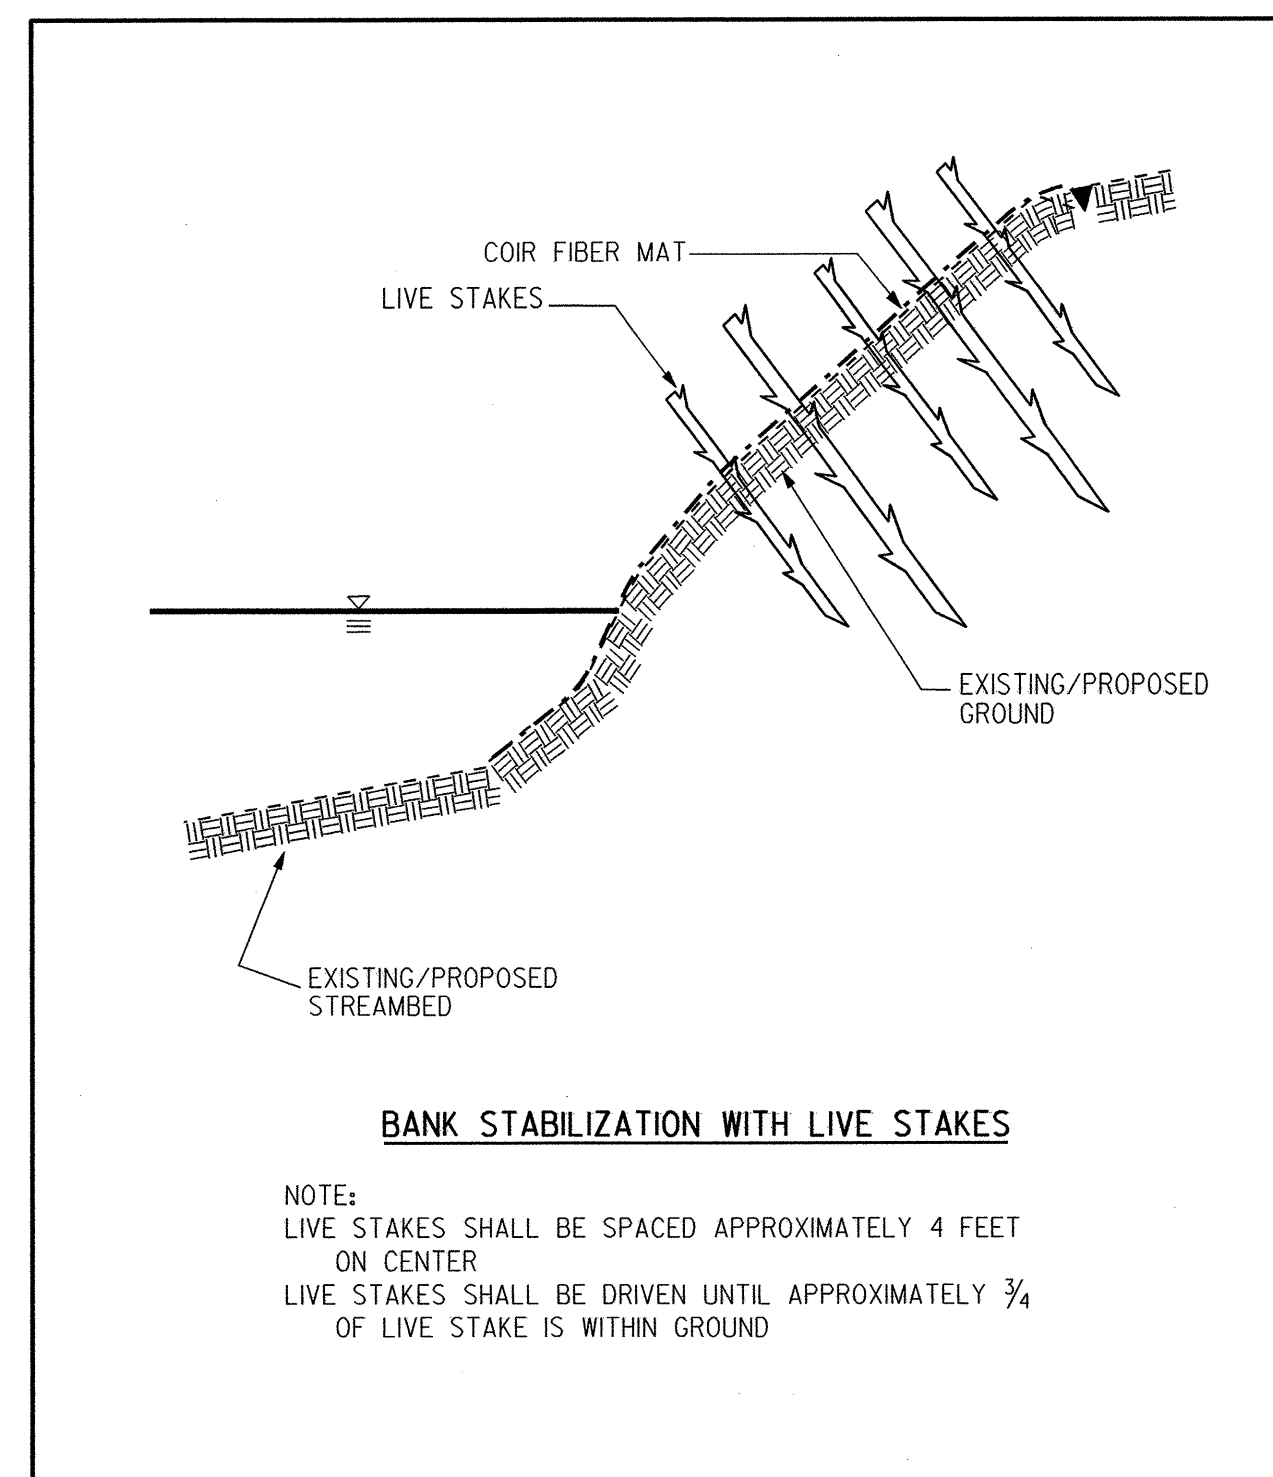 COIR FIBER MAT
LIVE STAKES
EXISTING/PROPOSED
GROUND
EXISTING/PROPOSED
STREAMBED
BANK STABILIZATION WITH LIVE STAKES
NOTE:
LIVE STAKES SHALL BE SPACED APPROXIMATELY 4 FEET
ON CENTER
LIVE STAKES SHALL BE DRIVEN UNTIL APPROXIMATELY ¾
OF LIVE STAKE IS WITHIN GROUND